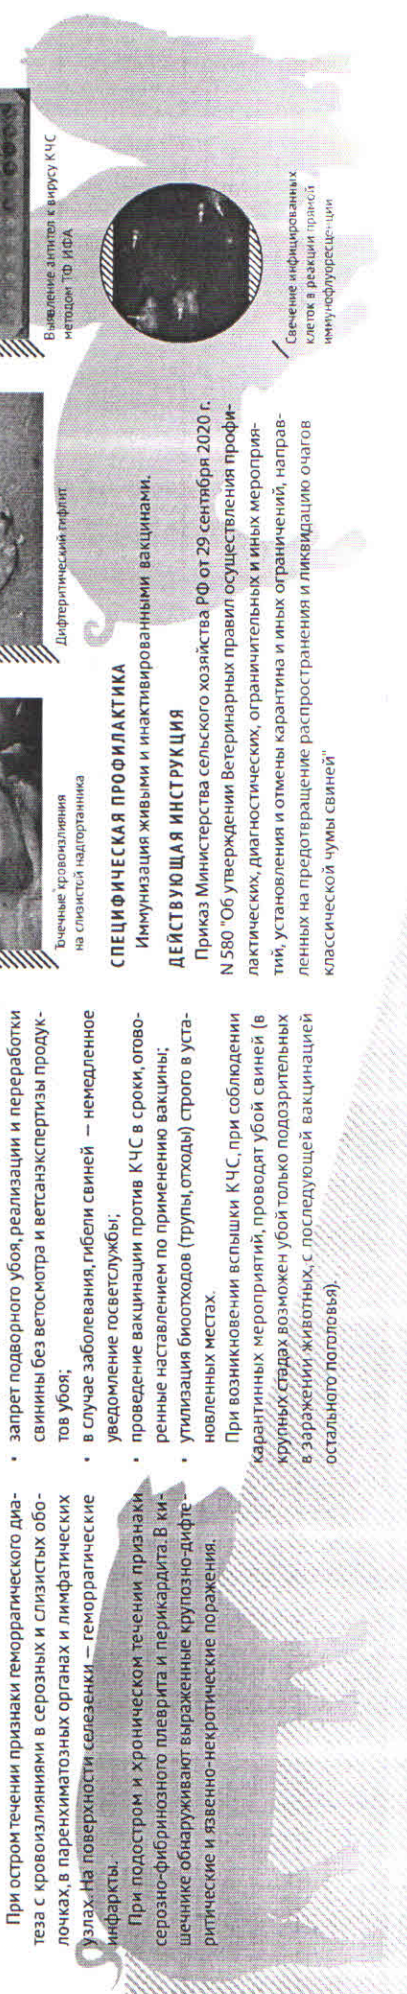 При остром течении признаки геморрагического диа-
теза с кровоизлияниями в серозных и слизистых обо-
лочках, в паренхиматозных органах и лимфатических
узлах. На поверхности селезенки — геморрагические
инфаркты.
При подостром и хроническом течении признаки
серозно-фибринозного плеврита и перикардита. В ки-
шечнике обнаруживают выраженные крупозно-дифте-
ритические и язвенно-некротические поражения.
• запрет подворного убоя, реализации и переработки
свинины без ветосмотра и ветсанэкспертизы продук-
тов убоя;
• в случае заболевания, гибели свиней — немедленное
уведомление госветслужбы;
• проведение вакцинации против КЧС в сроки, огово-
ренные наставлением по применению вакцины;
• утилизация биоотходов (трупы, отходы) строго в уста-
новленных местах.
При возникновении вспышки КЧС, при соблюдении
карантинных мероприятий, проводят убой свиней (в
крупных стадах возможен убой только подозрительных
в заражении животных, с последующей вакцинацией
остального поголовья).
Точечные кровоизлияния
на слизистой надгортанника
Дифтеритический тифлит
Выявление антител к вирусу КЧС
методом ТФ ИФА
СПЕЦИФИЧЕСКАЯ ПРОФИЛАКТИКА
Иммунизация живыми и инактивированными вакцинами.
ДЕЙСТВУЮЩАЯ ИНСТРУКЦИЯ
Приказ Министерства сельского хозяйства РФ от 29 сентября 2020 г.
N 580 "Об утверждении Ветеринарных правил осуществления профи-
лактических, диагностических, ограничительных и иных мероприя-
тий, установления и отмены карантина и иных ограничений, направ-
ленных на предотвращение распространения и ликвидацию очагов
классической чумы свиней"
Свечение инфицированных
клеток в реакции прямой
иммунофлуоресценции